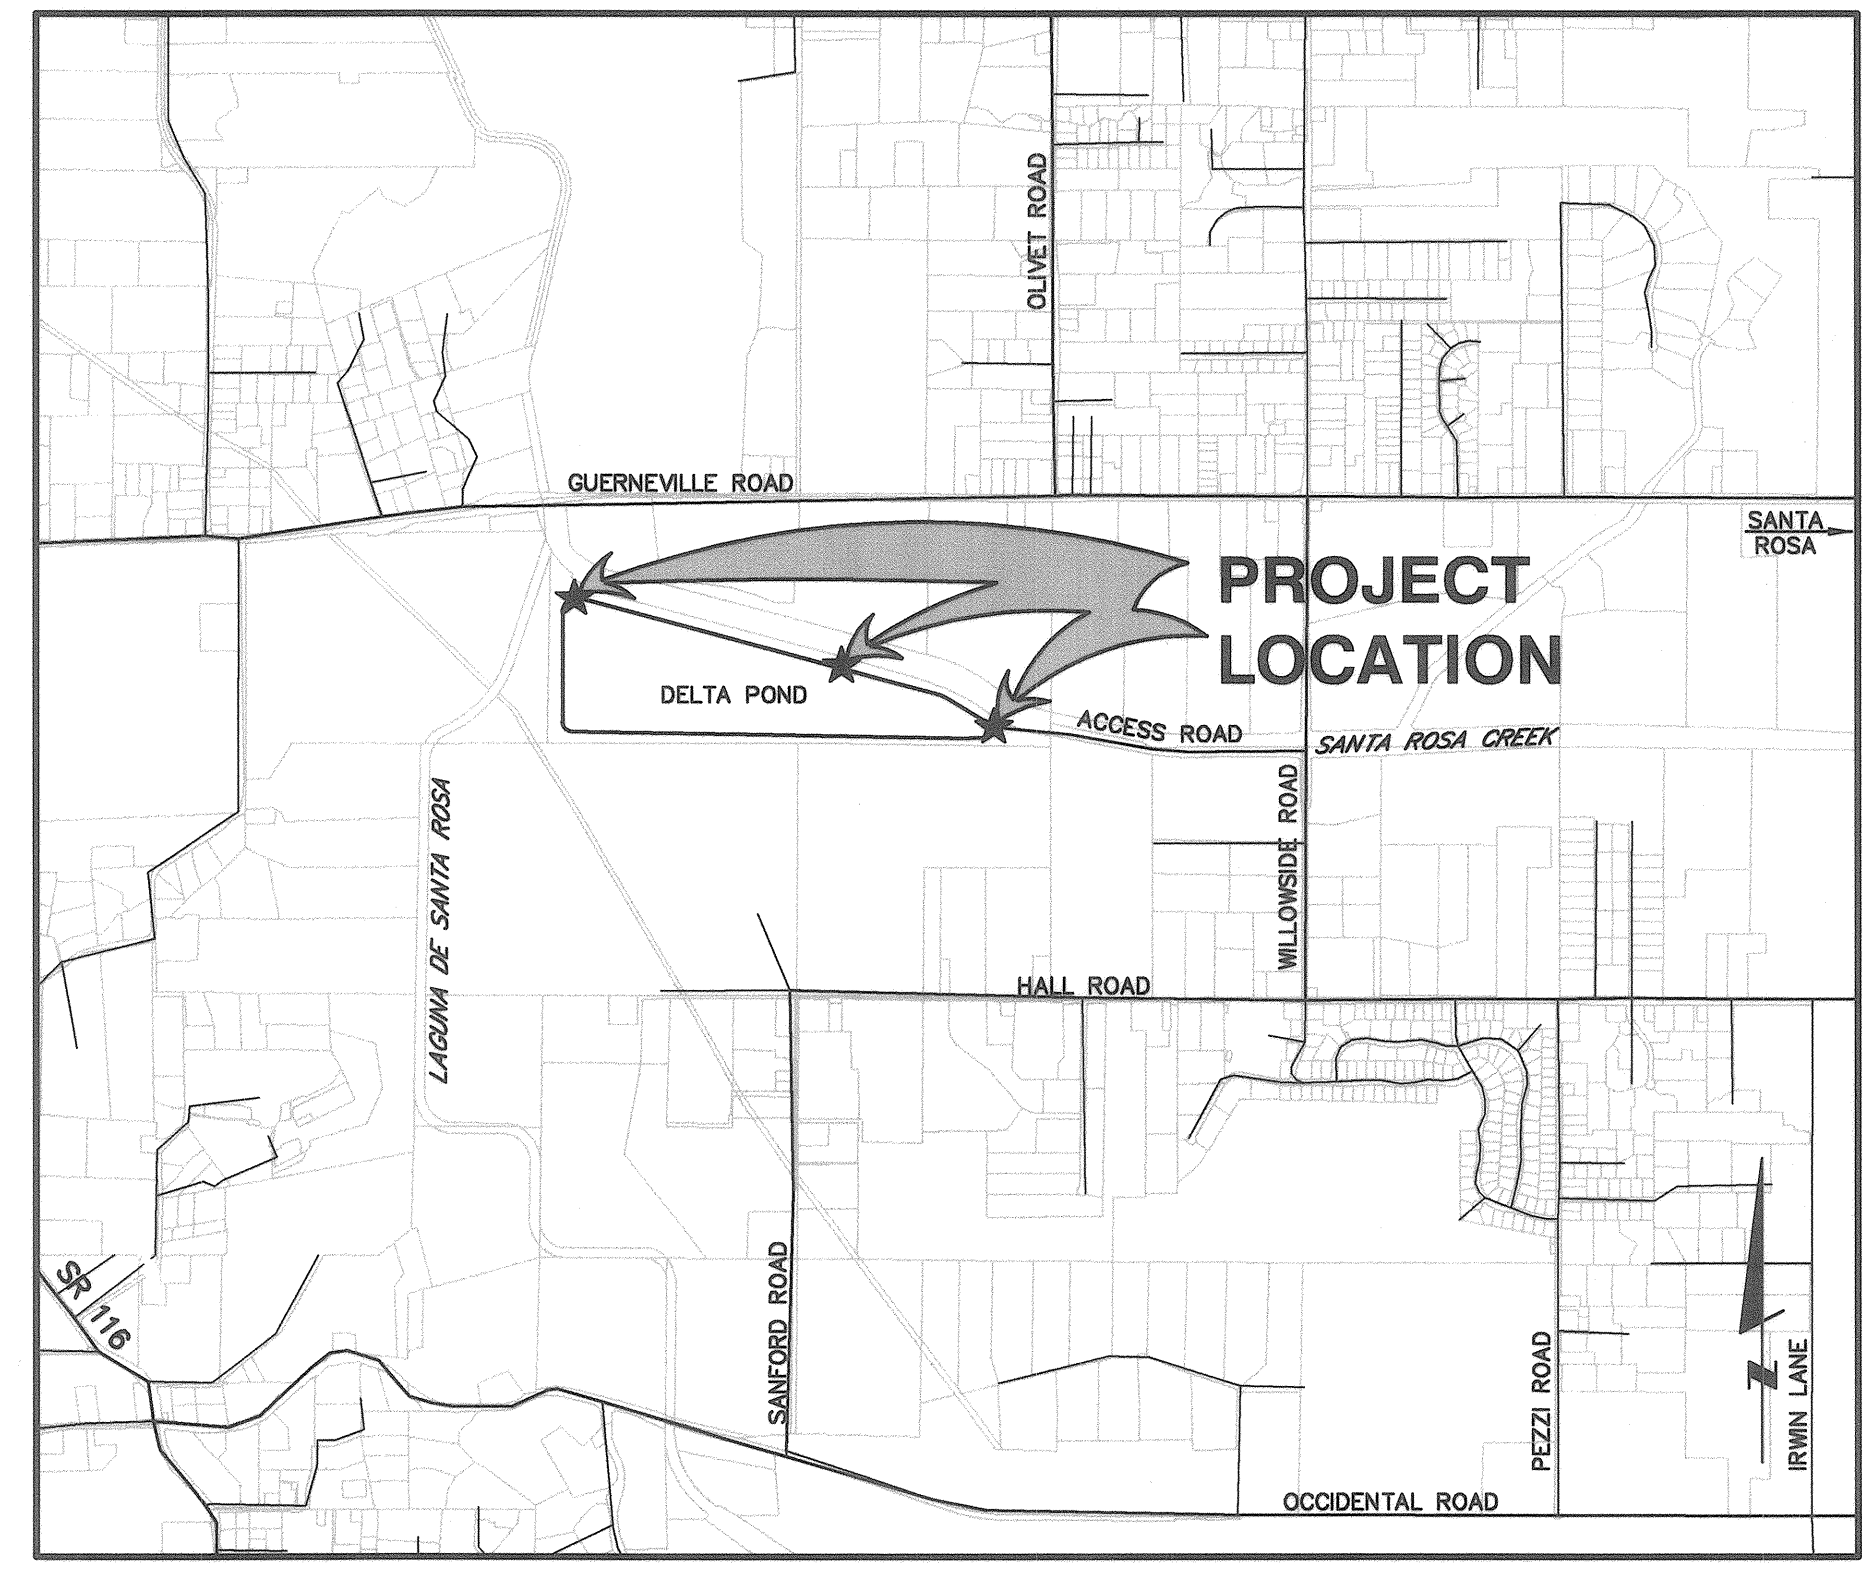 OLIVET ROAD
GUERNEVILLE ROAD
SANTA
ROSA
PROJECT
LOCATION
DELTA POND
ACCESS ROAD
SANTA ROSA CREEK
WILLOWSIDE ROAD
LAGUNA DE SANTA ROSA
HALL ROAD
SR 116
SANFORD ROAD
PEZZI ROAD
IRWIN LANE
N
OCCIDENTAL ROAD